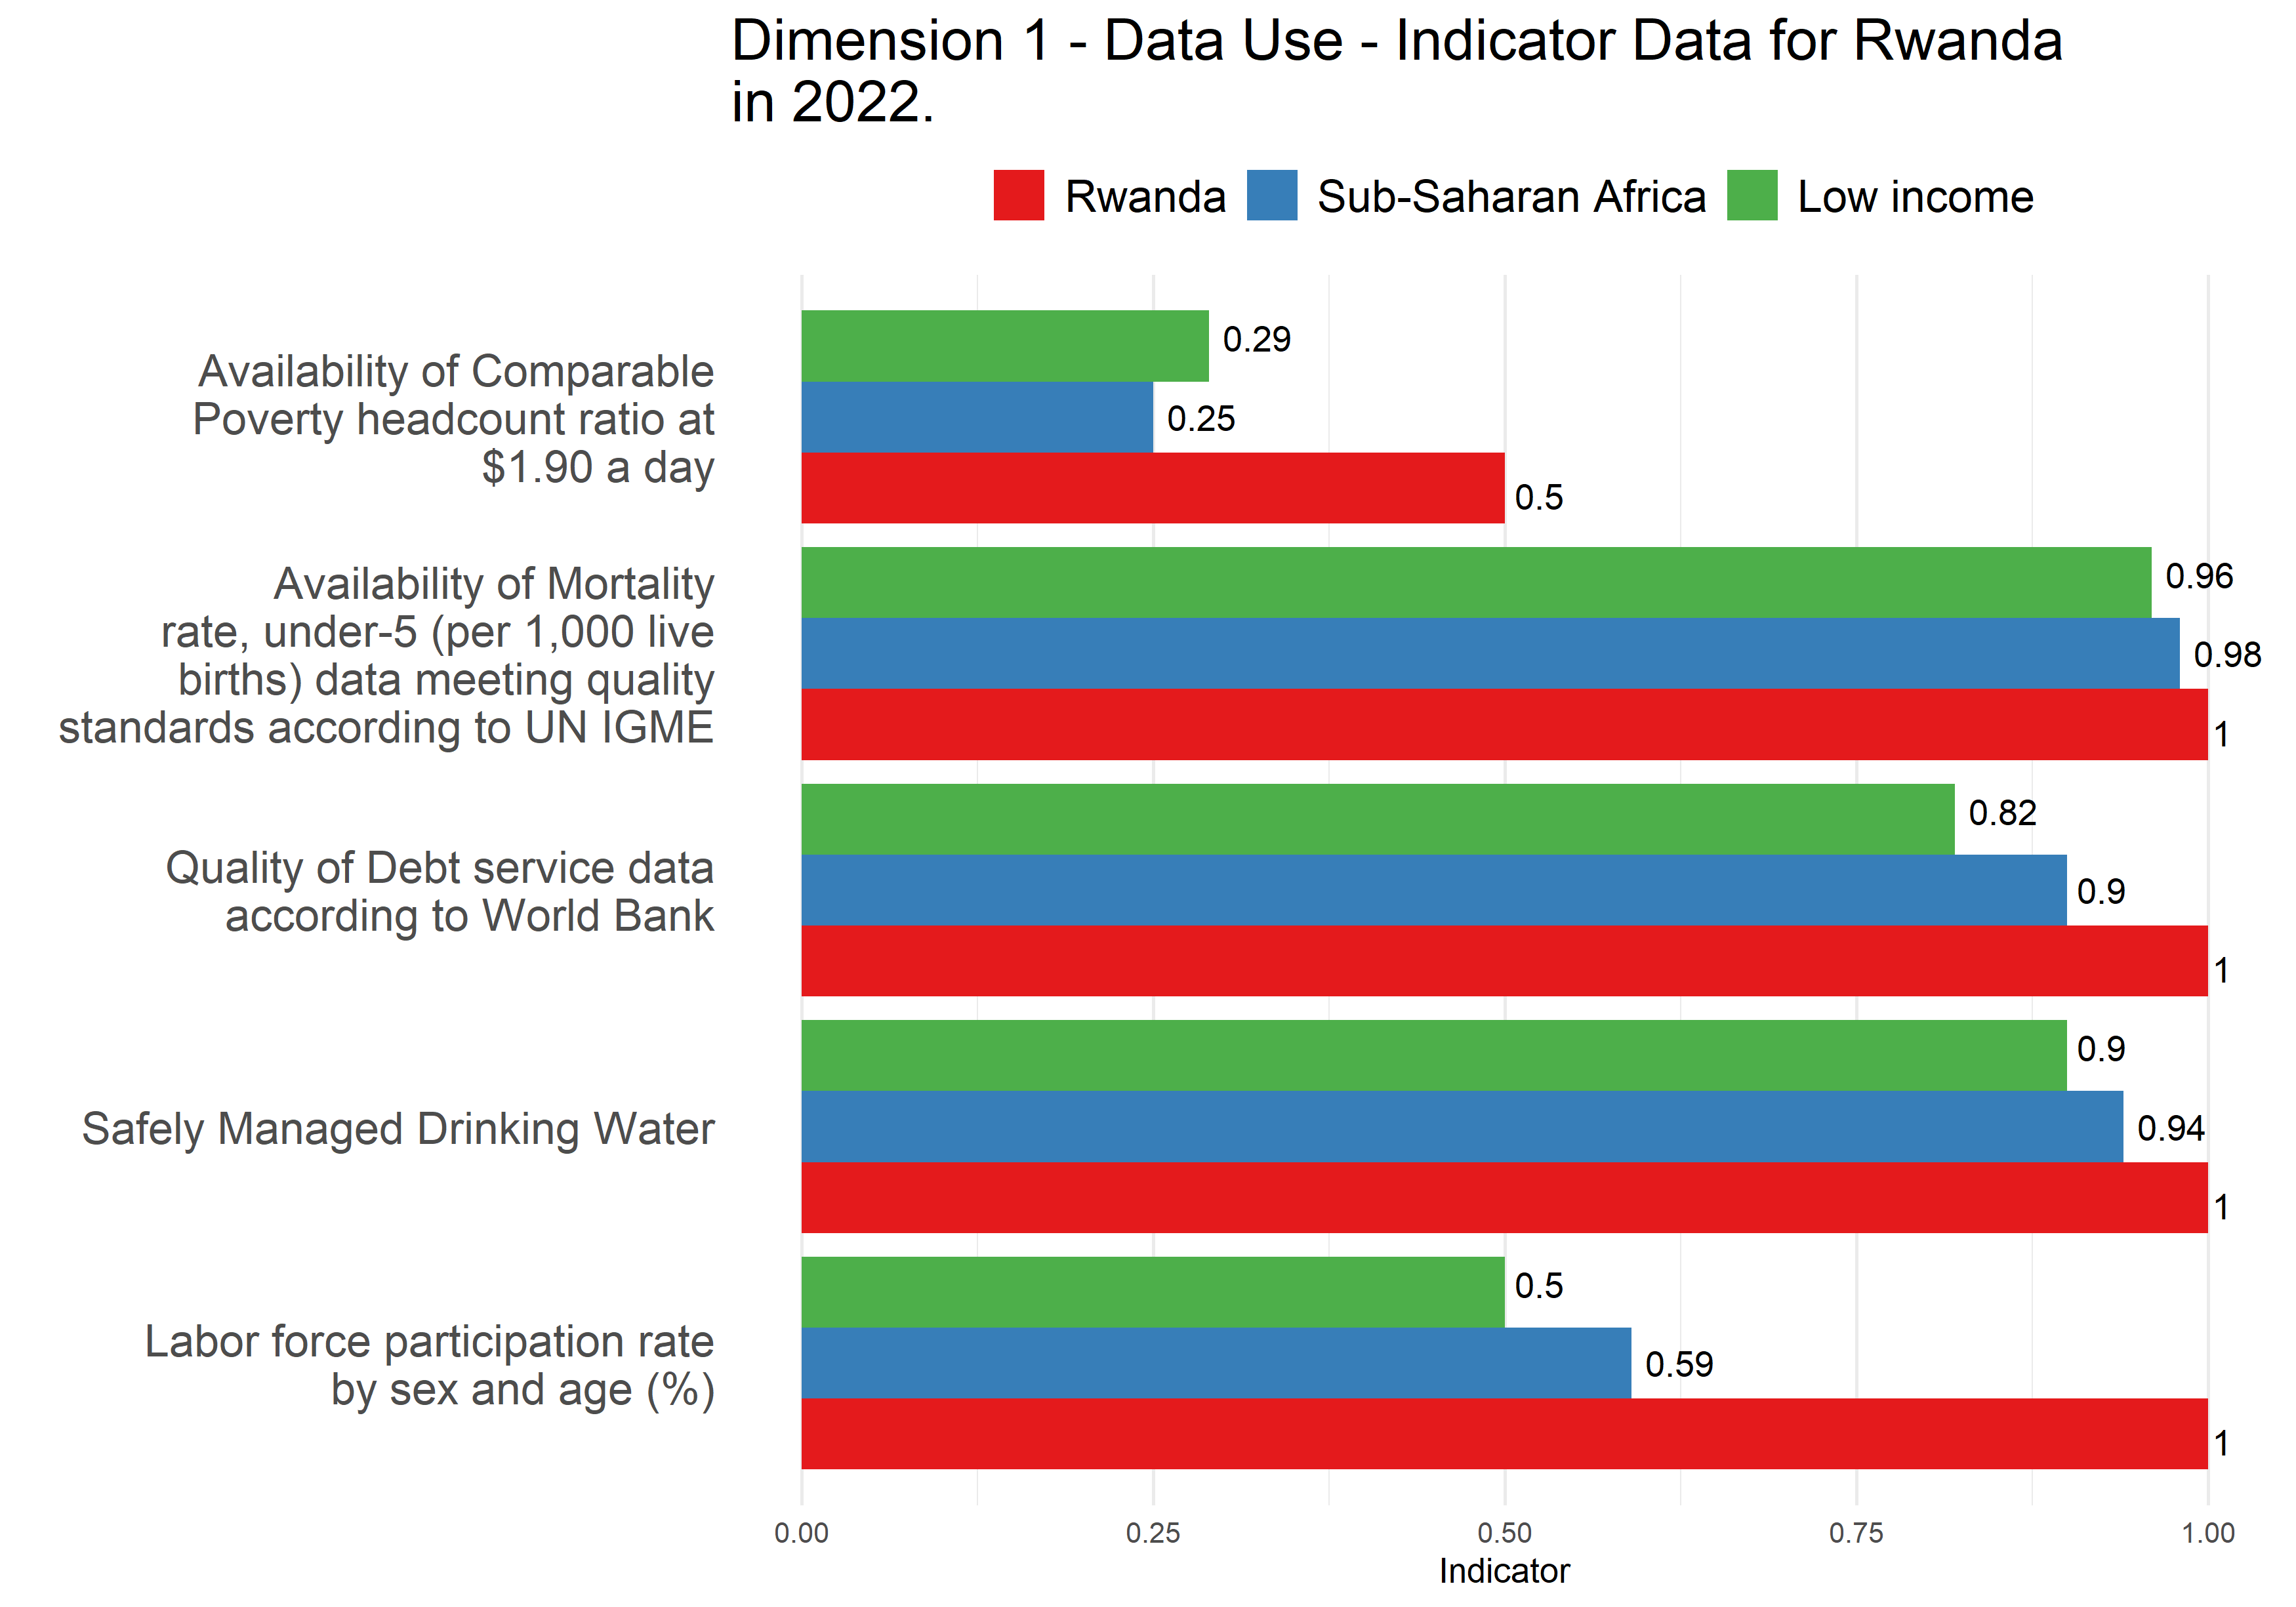 Dimension 1 - Data Use - Indicator Data for Rwanda
in 2022.
Rwanda Sub-Saharan Africa Low income
Availability of Comparable
Poverty headcount ratio at
$1.90 a day
0.29
0.25
0.5
Availability of Mortality
rate, under-5 (per 1,000 live
births) data meeting quality
standards according to UN IGME
0.96
0.98
1
Quality of Debt service data
according to World Bank
0.82
0.9
1
Safely Managed Drinking Water
0.9
0.94
1
Labor force participation rate
by sex and age (%)
0.5
0.59
1
0.00 0.25 0.50 0.75 1.00
Indicator